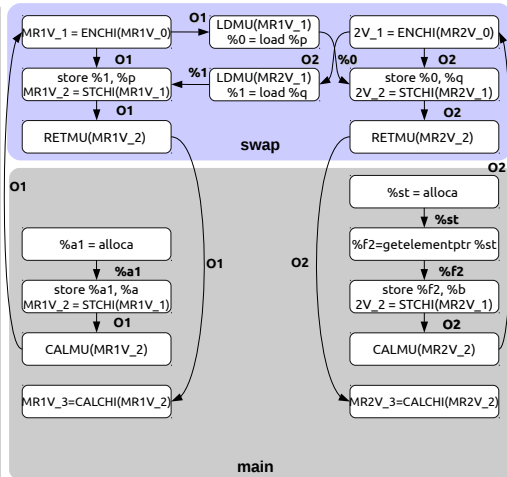 MR1V_1 = ENCHI(MR1V_0)
O1
LDMU(MR1V_1)
%0 = load %p
2V_1 = ENCHI(MR2V_0)
O1
O2
%0
O2
store %1, %p
MR1V_2 = STCHI(MR1V_1)
%1
LDMU(MR2V_1)
%1 = load %q
store %0, %q
2V_2 = STCHI(MR2V_1)
O1
O2
RETMU(MR1V_2)
RETMU(MR2V_2)
swap
O1
O2
%st = alloca
%st
%a1 = alloca
%f2=getelementptr %st
O1
O2
%a1
%f2
store %a1, %a
MR1V_2 = STCHI(MR1V_1)
store %f2, %b
2V_2 = STCHI(MR2V_1)
O1
O2
CALMU(MR1V_2)
CALMU(MR2V_2)
MR1V_3=CALCHI(MR1V_2)
MR2V_3=CALCHI(MR2V_2)
main